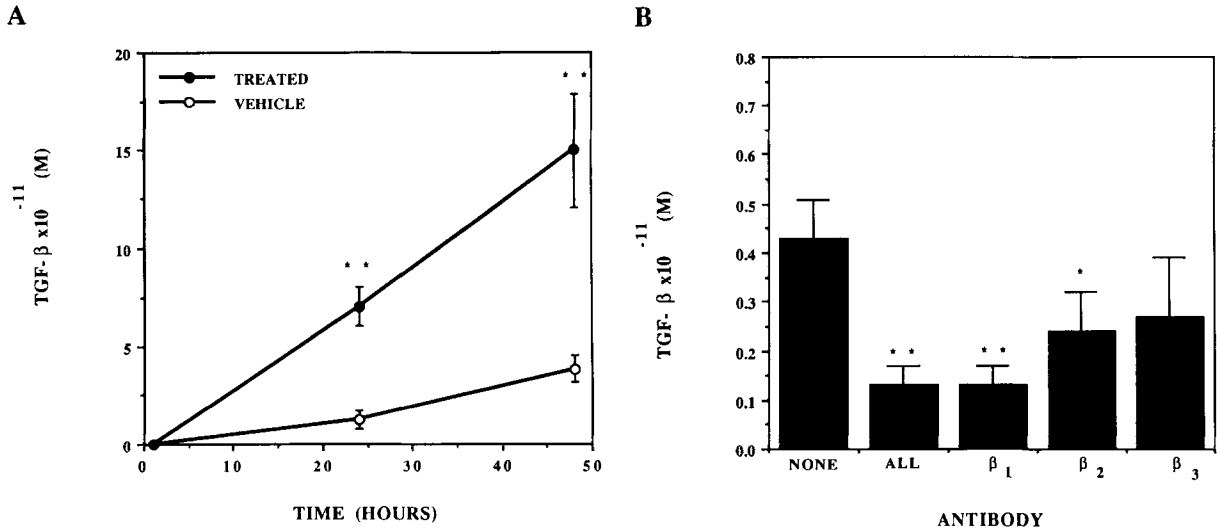 A
20
15
10
5
0
TGF- β x10 -11 (M)
TREATED
VEHICLE
* *
* *
0 10 20 30 40 50
TIME (HOURS)
B
0.8
0.7
0.6
0.5
0.4
0.3
0.2
0.1
0.0
TGF- β x10 -11 (M)
* *
* *
*
NONE ALL β 1 β 2 β 3
ANTIBODY